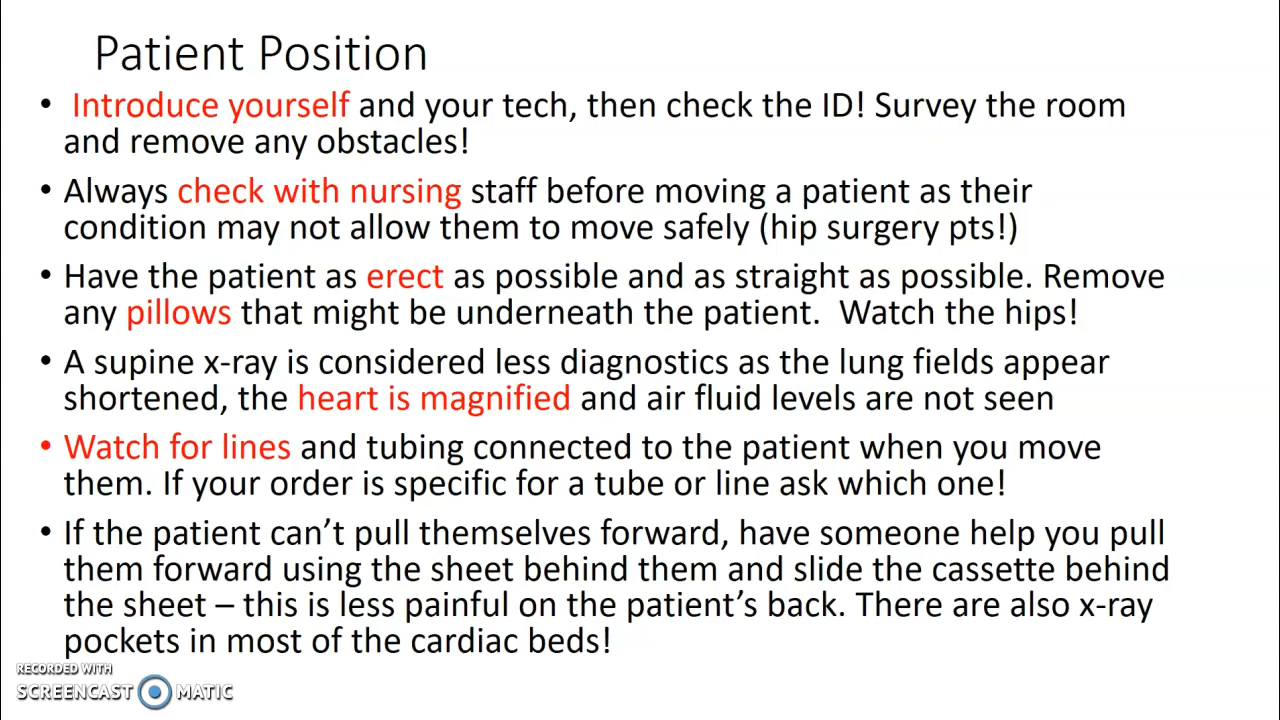 Patient Position
• Introduce yourself and your tech, then check the ID! Survey the room
and remove any obstacles!
• Always check with nursing staff before moving a patient as their
condition may not allow them to move safely (hip surgery pts!)
• Have the patient as erect as possible and as straight as possible. Remove
any pillows that might be underneath the patient.  Watch the hips!
• A supine x-ray is considered less diagnostics as the lung fields appear
shortened, the heart is magnified and air fluid levels are not seen
• Watch for lines and tubing connected to the patient when you move
them. If your order is specific for a tube or line ask which one!
• If the patient can’t pull themselves forward, have someone help you pull
them forward using the sheet behind them and slide the cassette behind
the sheet – this is less painful on the patient’s back. There are also x-ray
pockets in most of the cardiac beds!
RECORDED WITH
SCREENCAST MATIC